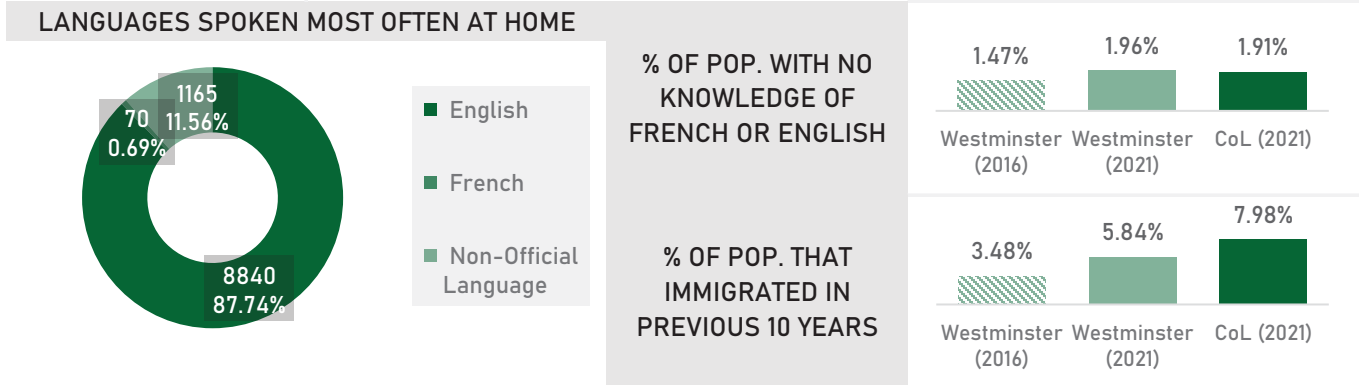 LANGUAGES SPOKEN MOST OFTEN AT HOME
1165
11.56%
70
0.69%
8840
87.74%
English
French
Non-Official
Language
% OF POP. WITH NO
KNOWLEDGE OF
FRENCH OR ENGLISH
1.47%
1.96%
1.91%
Westminster
(2016)
Westminster
(2021)
CoL (2021)
% OF POP. THAT
IMMIGRATED IN
PREVIOUS 10 YEARS
3.48%
5.84%
7.98%
Westminster
(2016)
Westminster
(2021)
CoL (2021)